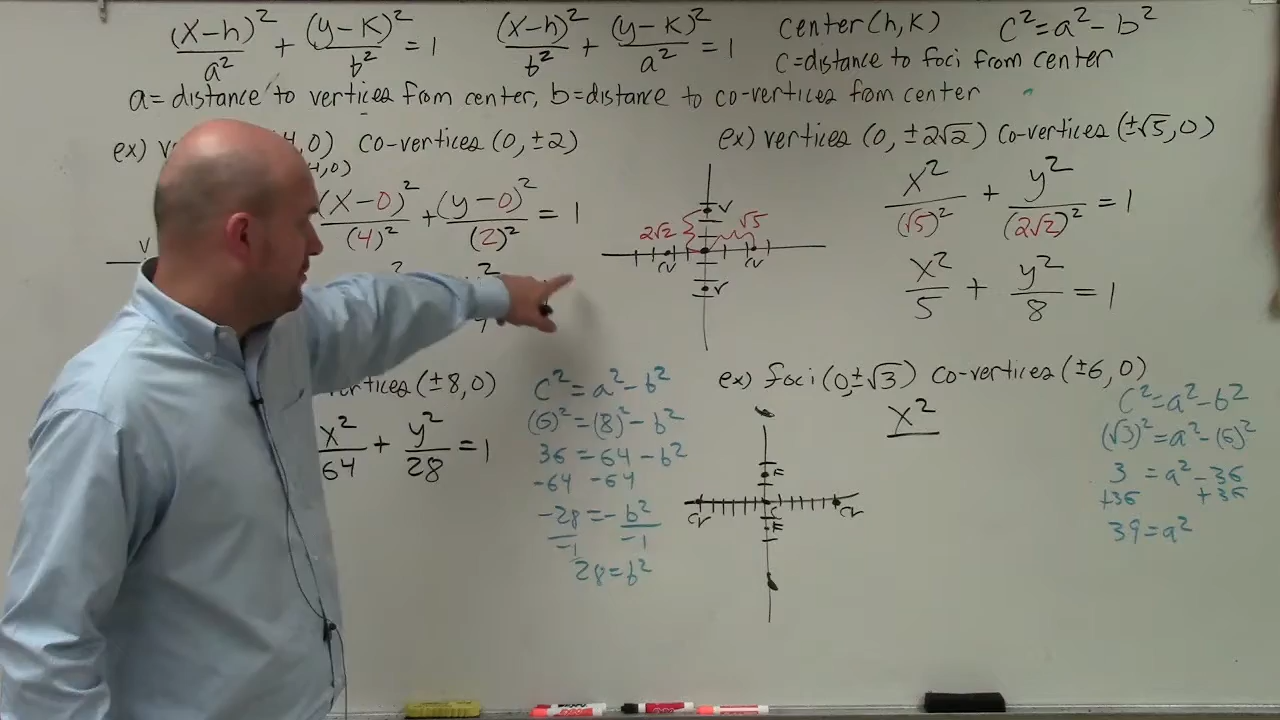 (x-h)²/a² + (y-k)²/b² = 1
(x-h)²/b² + (y-k)²/a² = 1
center (h, k)
c² = a² - b²
c = distance to foci from center
a = distance to vertices from center, b = distance to co-vertices from center
ex) 4, 0) co-vertices (0, ±2)
, 0)
(x-0)²/(4)² + (y-0)²/(2)² = 1
V
ex) vertices (0, ±2√2) co-vertices (±√5, 0)
V
2√2
√5
CV
CV
V
x²/(√5)² + y²/(2√2)² = 1
x²/5 + y²/8 = 1
rtices (±8, 0)
x²/64 + y²/28 = 1
c² = a² - b²
(6)² = (8)² - b²
36 = 64 - b²
-64 -64
-28/-1 = -b²/-1
28 = b²
ex) foci (0, ±√3) co-vertices (±6, 0)
F
CV
C
CV
F
x²
c² = a² - b²
(√3)² = a² - (6)²
3 = a² - 36
+36 +36
39 = a²